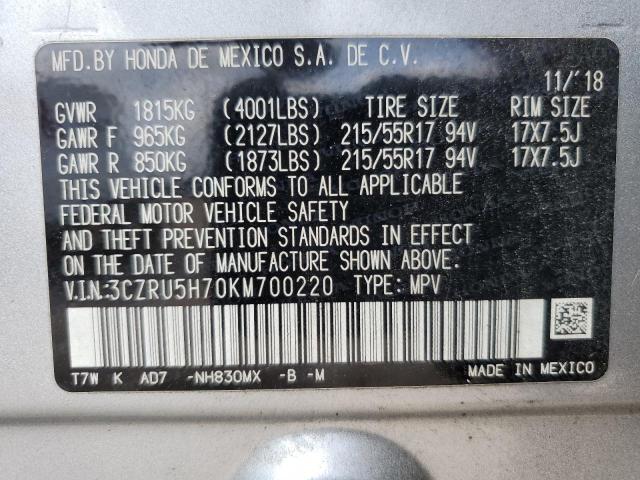 MFD.BY HONDA DE MEXICO S.A. DE C.V.
11/'18
GVWR 1815KG (4001LBS) TIRE SIZE RIM SIZE
GAWR F 965KG (2127LBS) 215/55R17 94V 17X7.5J
GAWR R 850KG (1873LBS) 215/55R17 94V 17X7.5J
THIS VEHICLE CONFORMS TO ALL APPLICABLE
FEDERAL MOTOR VEHICLE SAFETY
AND THEFT PREVENTION STANDARDS IN EFFECT
ON THE DATE OF MANUFACTURE SHOWN ABOVE.
V.I.N.:3CZRU5H70KM700220 TYPE: MPV
T7W K AD7 -NH830MX -B -M
MADE IN MEXICO